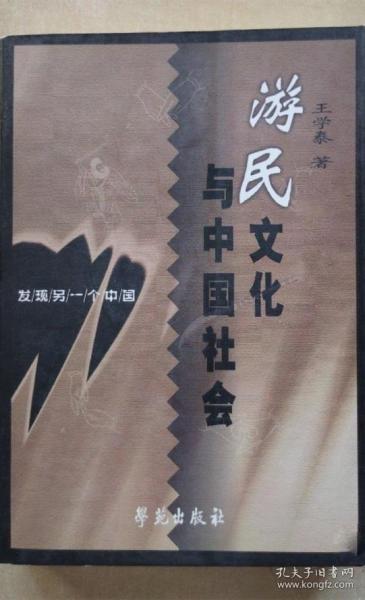 游民文化
与中国社会
王学泰 著
发/现/另/一/个/中/国
學苑出版社
孔夫子旧书网
www.kongfz.com